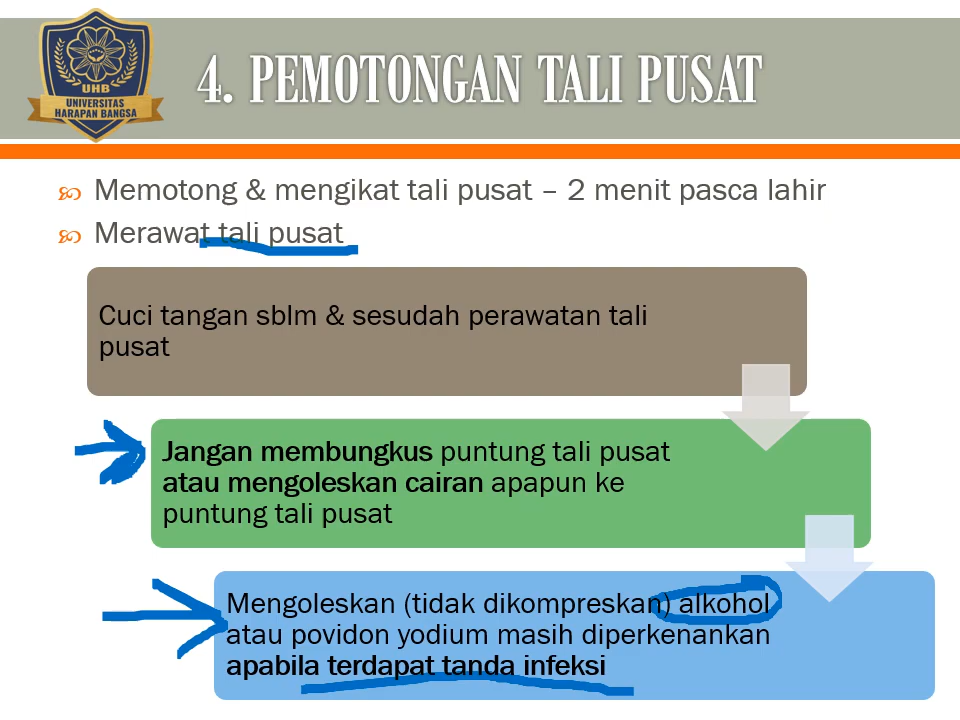 UHB
UNIVERSITAS
HARAPAN BANGSA
4. PEMOTONGAN TALI PUSAT
Memotong & mengikat tali pusat – 2 menit pasca lahir
Merawat tali pusat
Cuci tangan sblm & sesudah perawatan tali
pusat
Jangan membungkus puntung tali pusat
atau mengoleskan cairan apapun ke
puntung tali pusat
Mengoleskan (tidak dikompreskan) alkohol
atau povidon yodium masih diperkenankan
apabila terdapat tanda infeksi